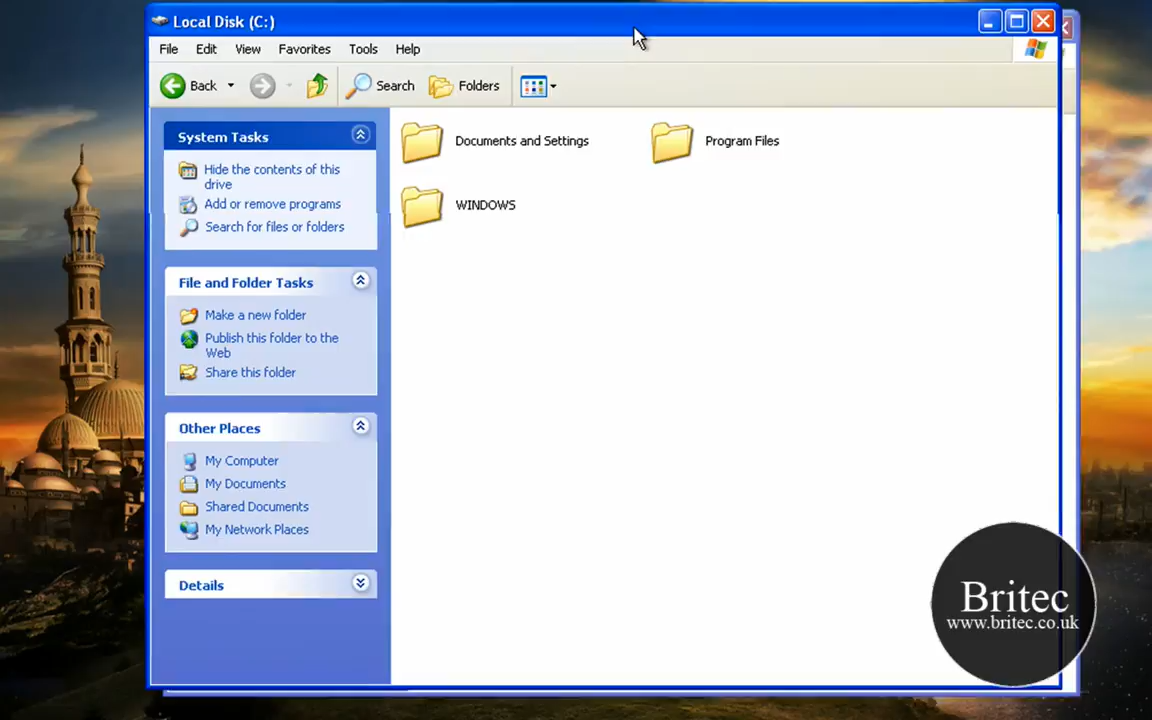 Local Disk (C:)
File Edit View Favorites Tools Help
Back Search Folders
System Tasks
Hide the contents of this
drive
Add or remove programs
Search for files or folders
File and Folder Tasks
Make a new folder
Publish this folder to the
Web
Share this folder
Other Places
My Computer
My Documents
Shared Documents
My Network Places
Details
Documents and Settings Program Files
WINDOWS
Britec
www.britec.co.uk